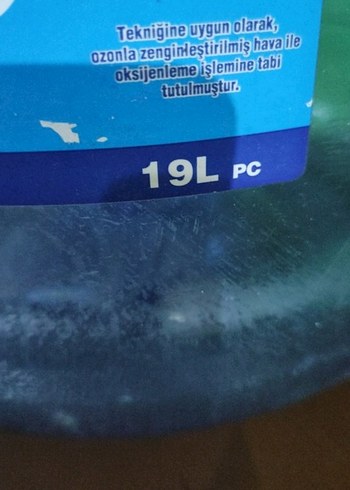 Tekniğine uygun olarak,
ozonla zenginleştirilmiş hava ile
oksijenleme işlemine tabi
tutulmuştur.
19L PC